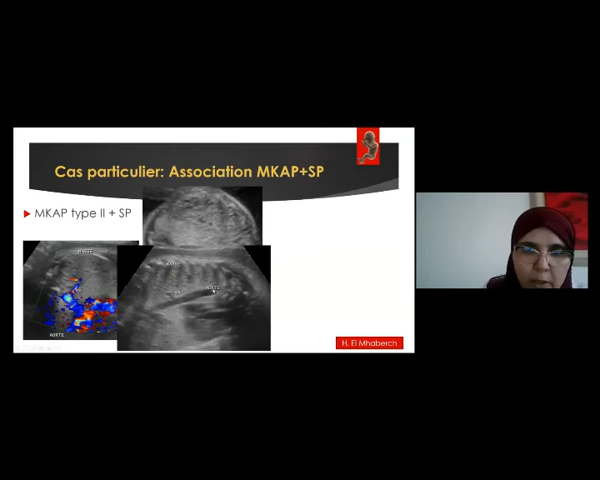 Cas particulier: Association MKAP+SP
MKAP type II + SP
AORTE
AORTE
H. El Mhaberch